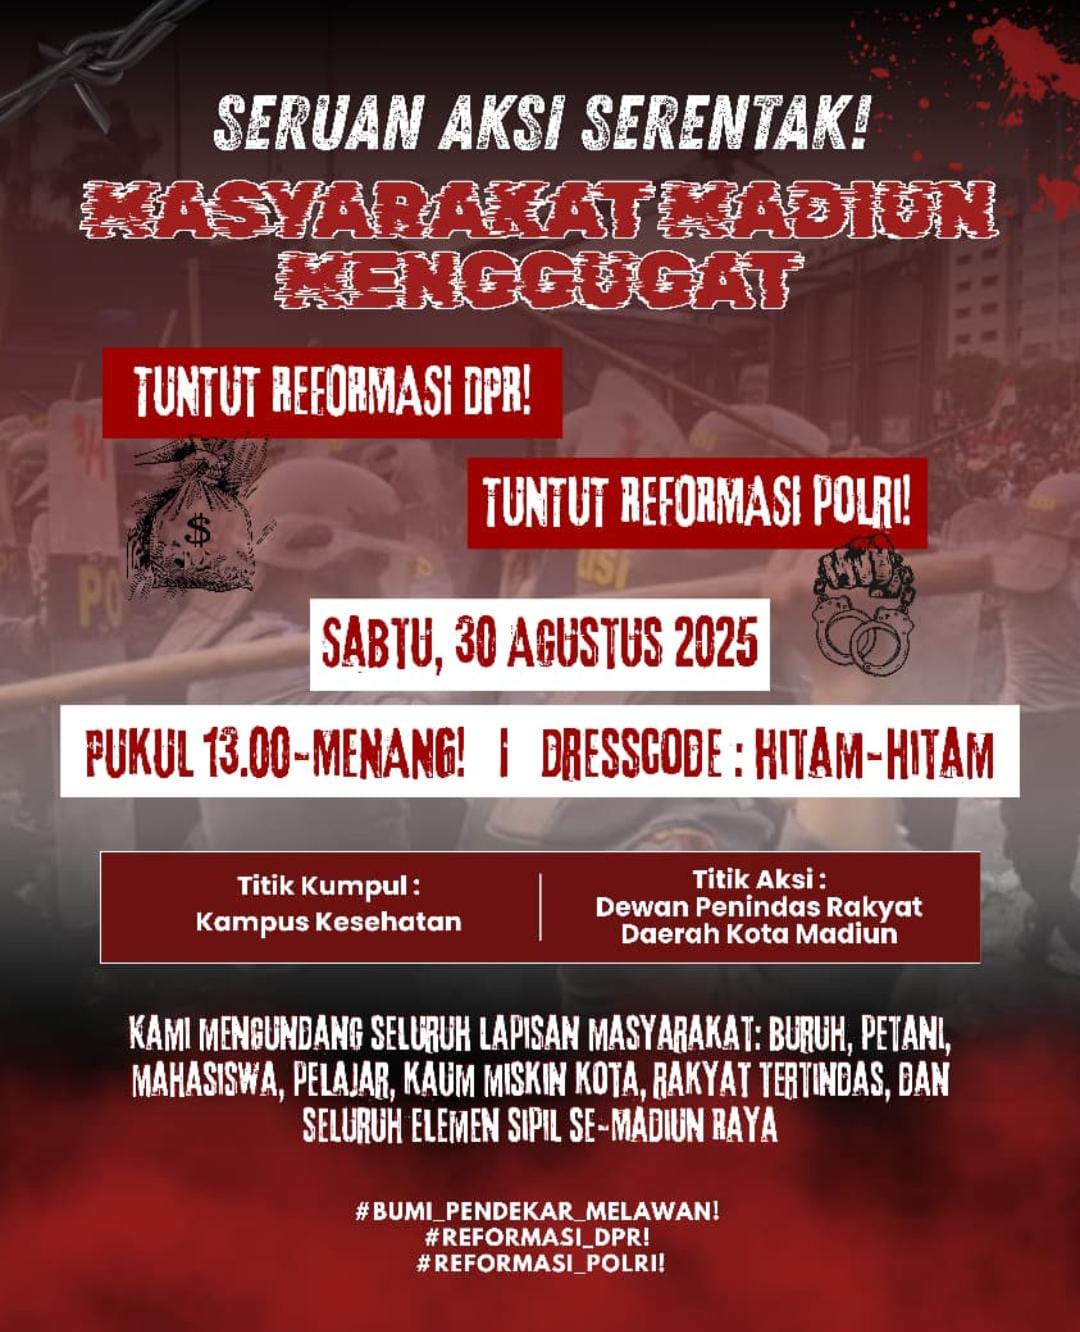 SERUAN AKSI SERENTAK!
MASYARAKAT MADIUN
MENGGUGAT
TUNTUT REFORMASI DPR!
$
TUNTUT REFORMASI POLRI!
SABTU, 30 AGUSTUS 2025
PUKUL 13.00-MENANG! | DRESSCODE : HITAM-HITAM
Titik Kumpul :
Kampus Kesehatan
Titik Aksi :
Dewan Penindas Rakyat
Daerah Kota Madiun
KAMI MENGUNDANG SELURUH LAPISAN MASYARAKAT: BURUH, PETANI,
MAHASISWA, PELAJAR, KAUM MISKIN KOTA, RAKYAT TERTINDAS, DAN
SELURUH ELEMEN SIPIL SE-MADIUN RAYA
#BUMI_PENDEKAR_MELAWAN!
#REFORMASI_DPR!
#REFORMASI_POLRI!